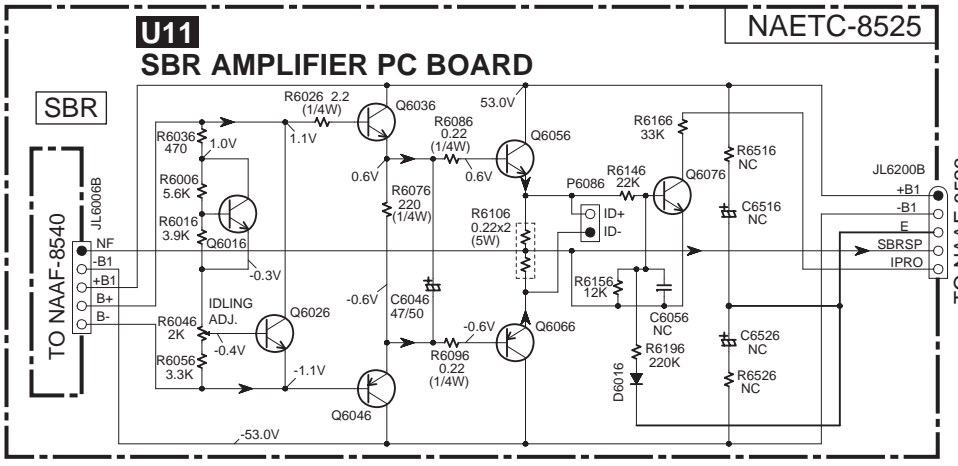 U11
NAETC-8525
SBR AMPLIFIER PC BOARD
SBR
R6026 2.2
(1/4W)
Q6036
53.0V
R6036
470
1.0V
1.1V
R6086
0.22
(1/4W)
Q6056
R6166
33K
R6516
NC
JL6200B
TO NAAF-8540
JL6006B
R6006
5.6K
0.6V
0.6V
R6076
220
(1/4W)
R6146
22K
Q6076
P6086
+B1
-B1
E
SBRSP
IPRO
R6016
3.9K
Q6016
R6106
0.22x2
(5W)
ID+
ID-
C6516
NC
NF
-B1
+B1
B+
B-
-0.3V
-0.6V
C6046
47/50
R6156
12K
C6056
NC
IDLING
ADJ.
R6046
2K
-0.4V
Q6026
-0.6V
Q6066
R6056
3.3K
-1.1V
R6096
0.22
(1/4W)
R6196
220K
D6016
C6526
NC
R6526
NC
Q6046
-53.0V